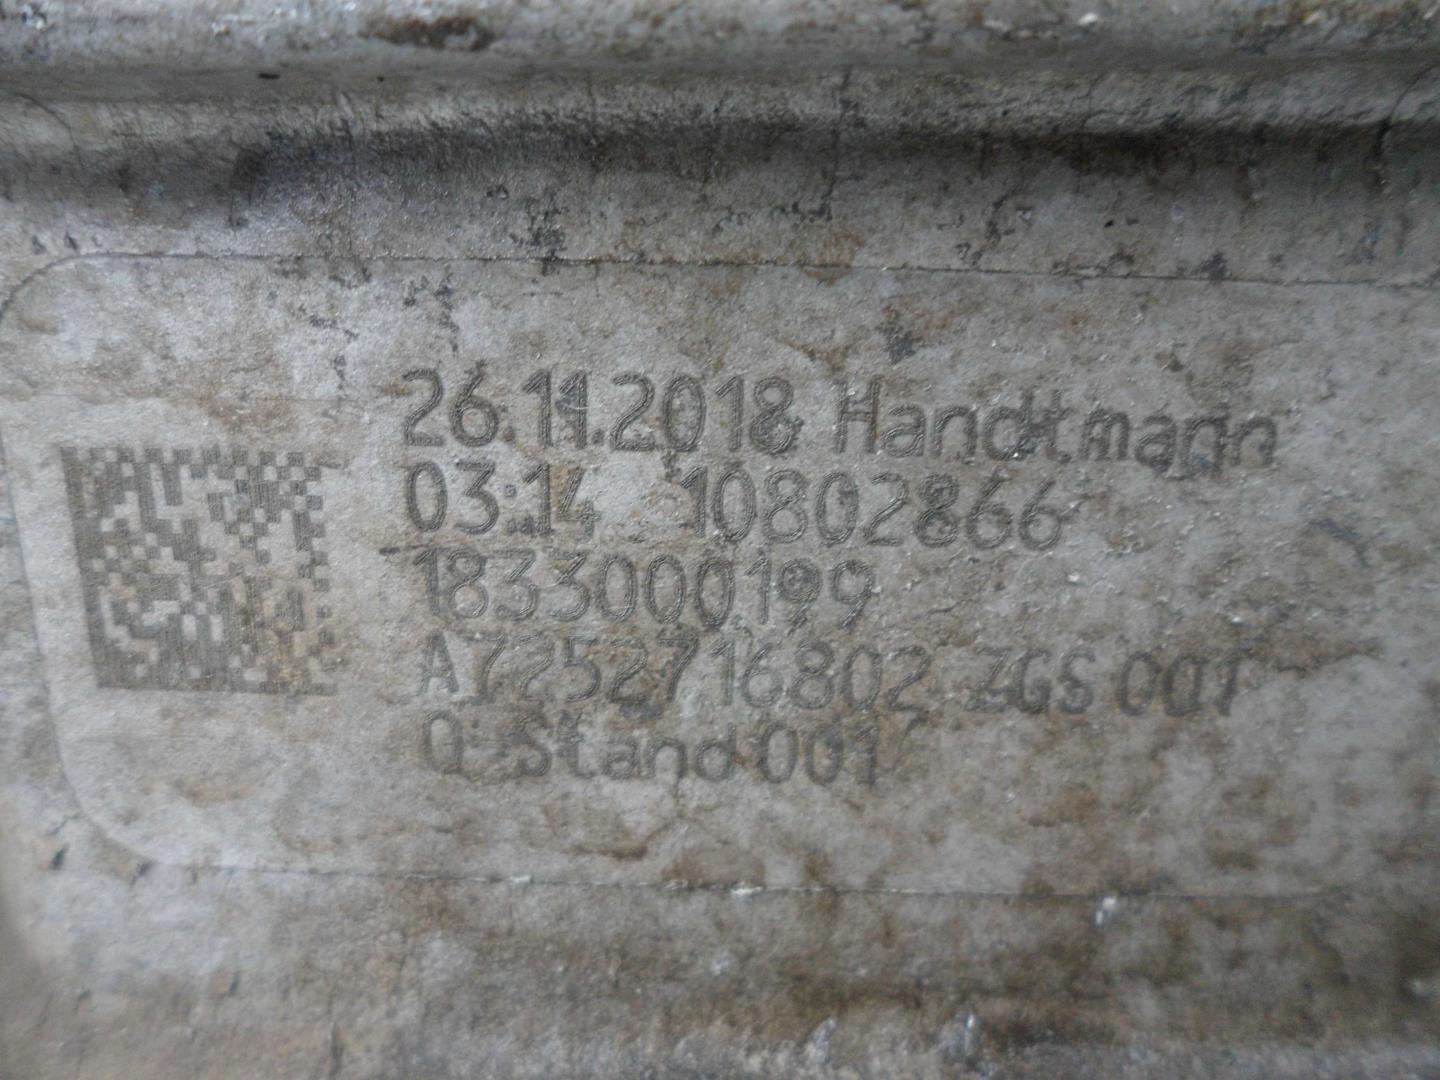 26.11.2018 Handtmann
03:14 10802866
1833000199
A7252716802 ZGS 001
Q-Stand 001